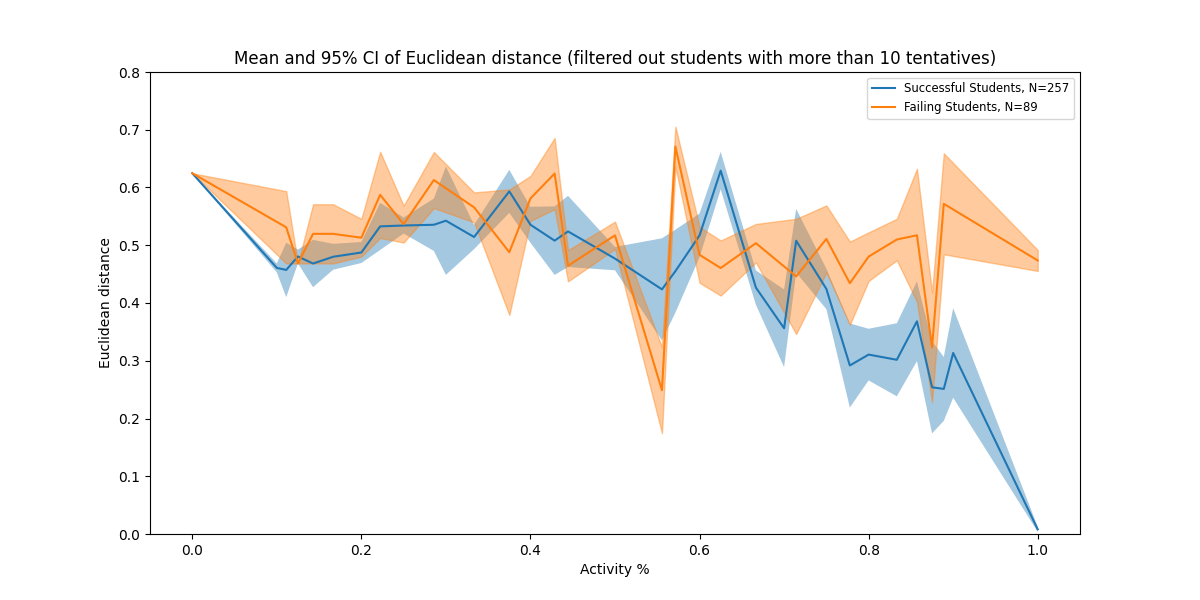 Mean and 95% CI of Euclidean distance (filtered out students with more than 10 tentatives)
Successful Students, N=257
Failing Students, N=89
Euclidean distance
0.8
0.7
0.6
0.5
0.4
0.3
0.2
0.1
0.0
0.0 0.2 0.4 0.6 0.8 1.0
Activity %